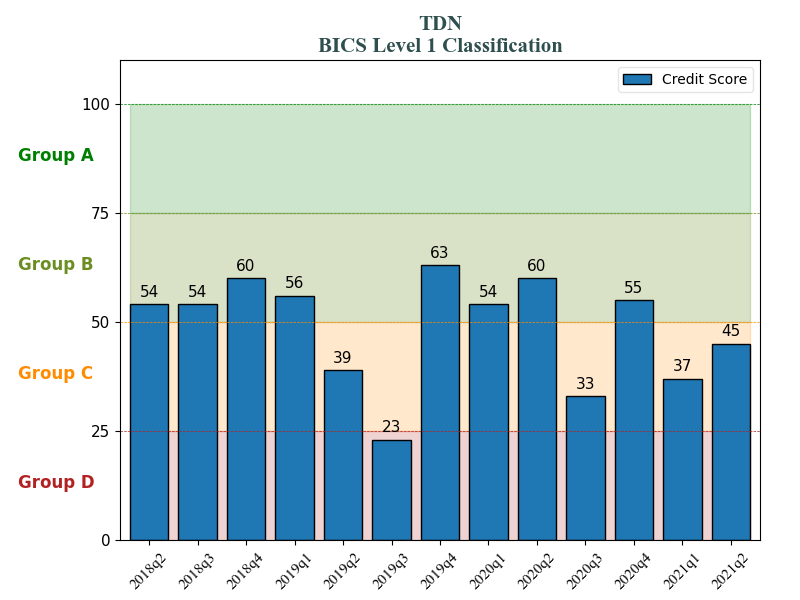 TDN
BICS Level 1 Classification
Credit Score
100
Group A
75
63
60
60
Group B
56
54
54
54
55
50
45
39
37
Group C
33
25
23
Group D
0
2018q2 2018q3 2018q4 2019q1 2019q2 2019q3 2019q4 2020q1 2020q2 2020q3 2020q4 2021q1 2021q2